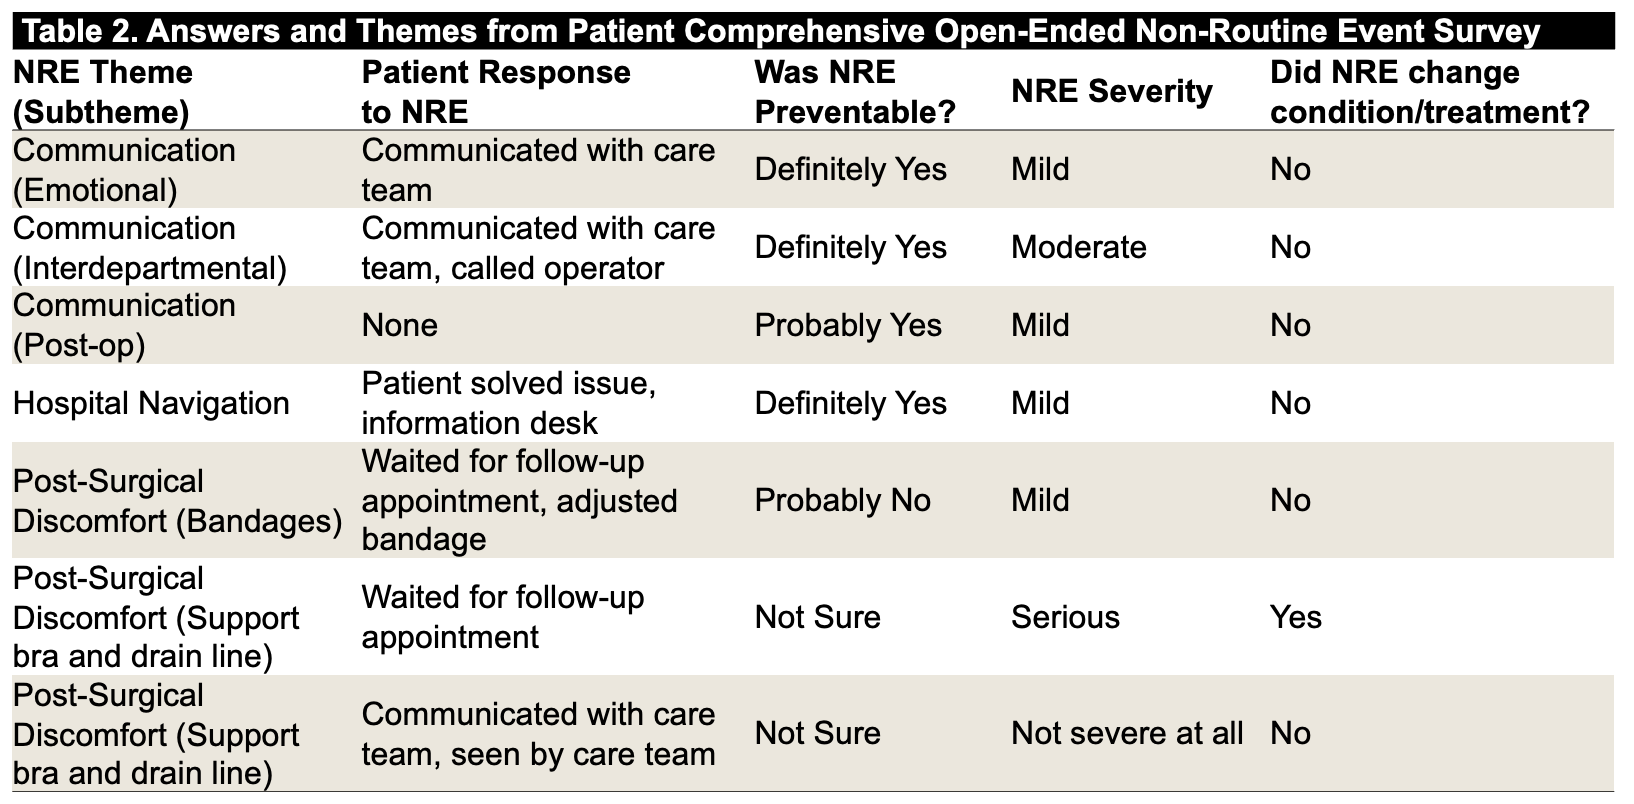 Table 2. Answers and Themes from Patient Comprehensive Open-Ended Non-Routine Event Survey
NRE Theme
(Subtheme)
Patient Response
to NRE
Was NRE
Preventable?
NRE Severity
Did NRE change
condition/treatment?
Communication
(Emotional)
Communicated with care
team
Definitely Yes
Mild
No
Communication
(Interdepartmental)
Communicated with care
team, called operator
Definitely Yes
Moderate
No
Communication
(Post-op)
None
Probably Yes
Mild
No
Hospital Navigation
Patient solved issue,
information desk
Definitely Yes
Mild
No
Post-Surgical
Discomfort (Bandages)
Waited for follow-up
appointment, adjusted
bandage
Probably No
Mild
No
Post-Surgical
Discomfort (Support
bra and drain line)
Waited for follow-up
appointment
Not Sure
Serious
Yes
Post-Surgical
Discomfort (Support
bra and drain line)
Communicated with care
team, seen by care team
Not Sure
Not severe at all
No